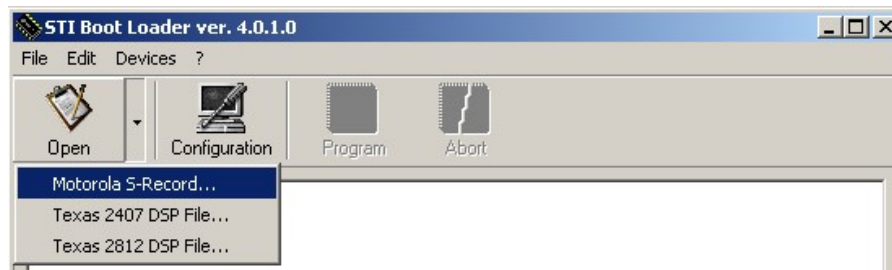 STI Boot Loader ver. 4.0.1.0
File Edit Devices ?
Open Configuration Program Abort
Motorola S-Record...
Texas 2407 DSP File...
Texas 2812 DSP File...